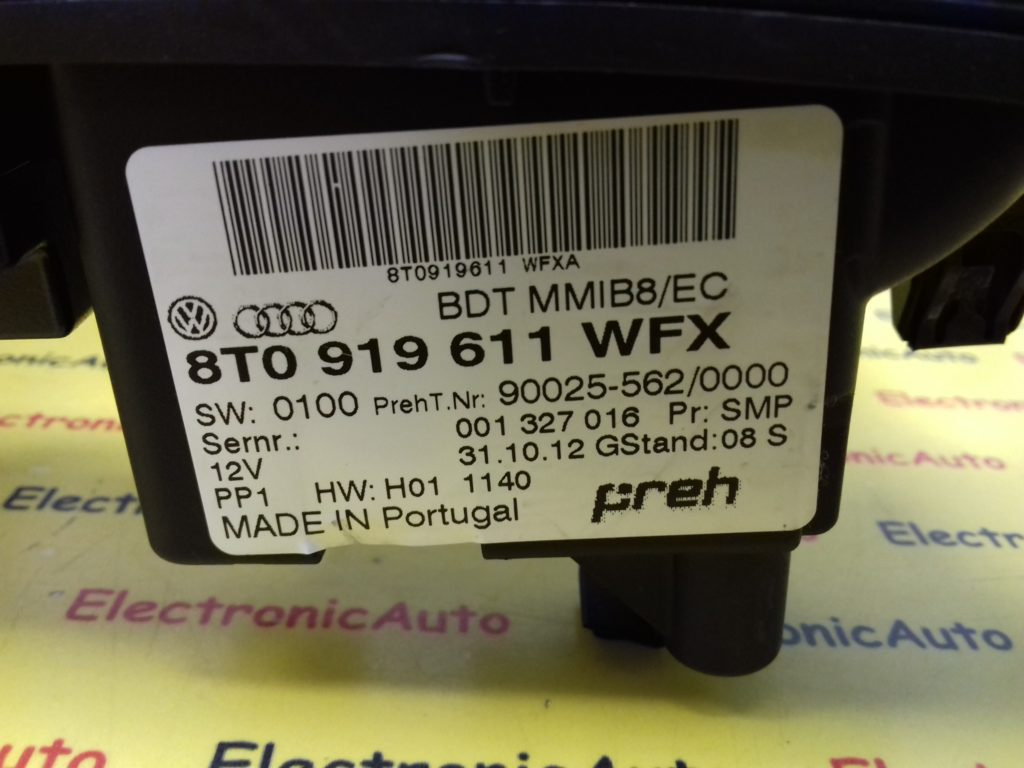 8T0919611 WFXA
BDT MMIB8/EC
8T0 919 611 WFX
SW: 0100 PrehT.Nr: 90025-562/0000
Sernr.: 001 327 016 Pr: SMP
12V 31.10.12 GStand:08 S
PP1 HW: H01 1140 preh
MADE IN Portugal
ElectronicAuto